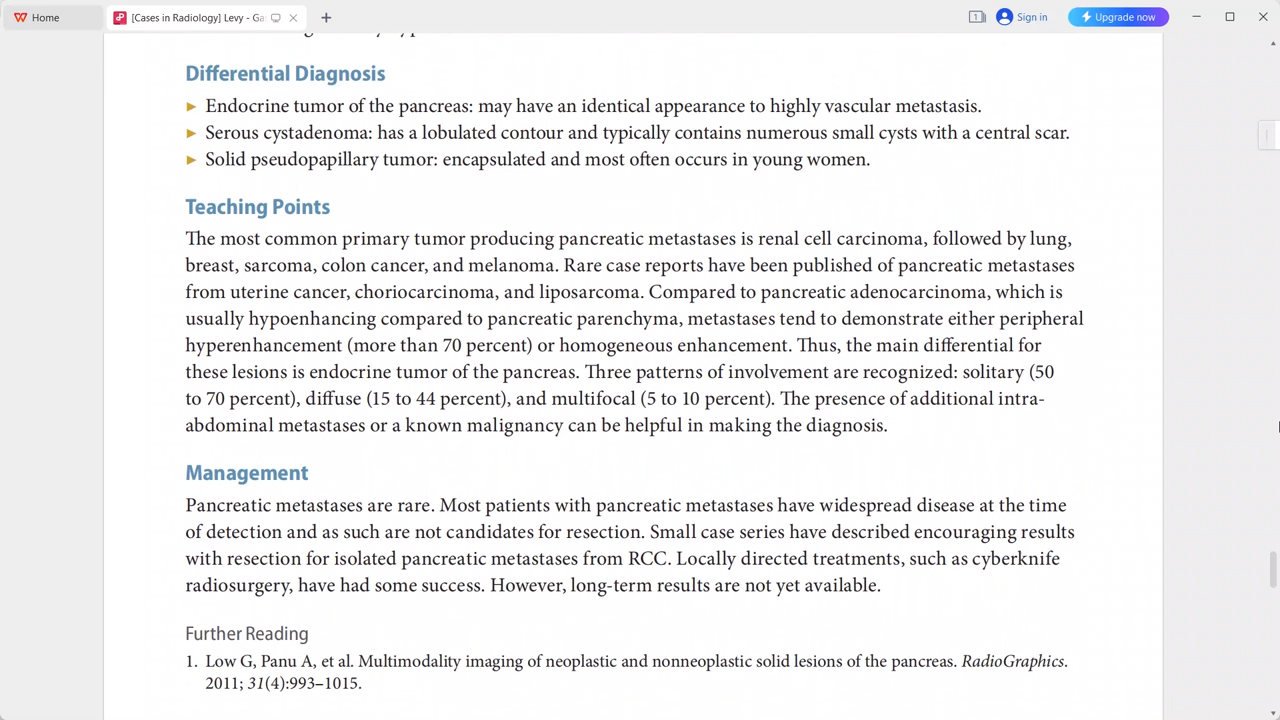 Home
[Cases in Radiology] Levy - Ga
Sign in
Upgrade now
Differential Diagnosis
► Endocrine tumor of the pancreas: may have an identical appearance to highly vascular metastasis.
► Serous cystadenoma: has a lobulated contour and typically contains numerous small cysts with a central scar.
► Solid pseudopapillary tumor: encapsulated and most often occurs in young women.
Teaching Points
The most common primary tumor producing pancreatic metastases is renal cell carcinoma, followed by lung,
breast, sarcoma, colon cancer, and melanoma. Rare case reports have been published of pancreatic metastases
from uterine cancer, choriocarcinoma, and liposarcoma. Compared to pancreatic adenocarcinoma, which is
usually hypoenhancing compared to pancreatic parenchyma, metastases tend to demonstrate either peripheral
hyperenhancement (more than 70 percent) or homogeneous enhancement. Thus, the main differential for
these lesions is endocrine tumor of the pancreas. Three patterns of involvement are recognized: solitary (50
to 70 percent), diffuse (15 to 44 percent), and multifocal (5 to 10 percent). The presence of additional intra-
abdominal metastases or a known malignancy can be helpful in making the diagnosis.
Management
Pancreatic metastases are rare. Most patients with pancreatic metastases have widespread disease at the time
of detection and as such are not candidates for resection. Small case series have described encouraging results
with resection for isolated pancreatic metastases from RCC. Locally directed treatments, such as cyberknife
radiosurgery, have had some success. However, long-term results are not yet available.
Further Reading
1. Low G, Panu A, et al. Multimodality imaging of neoplastic and nonneoplastic solid lesions of the pancreas. RadioGraphics.
2011; 31(4):993–1015.